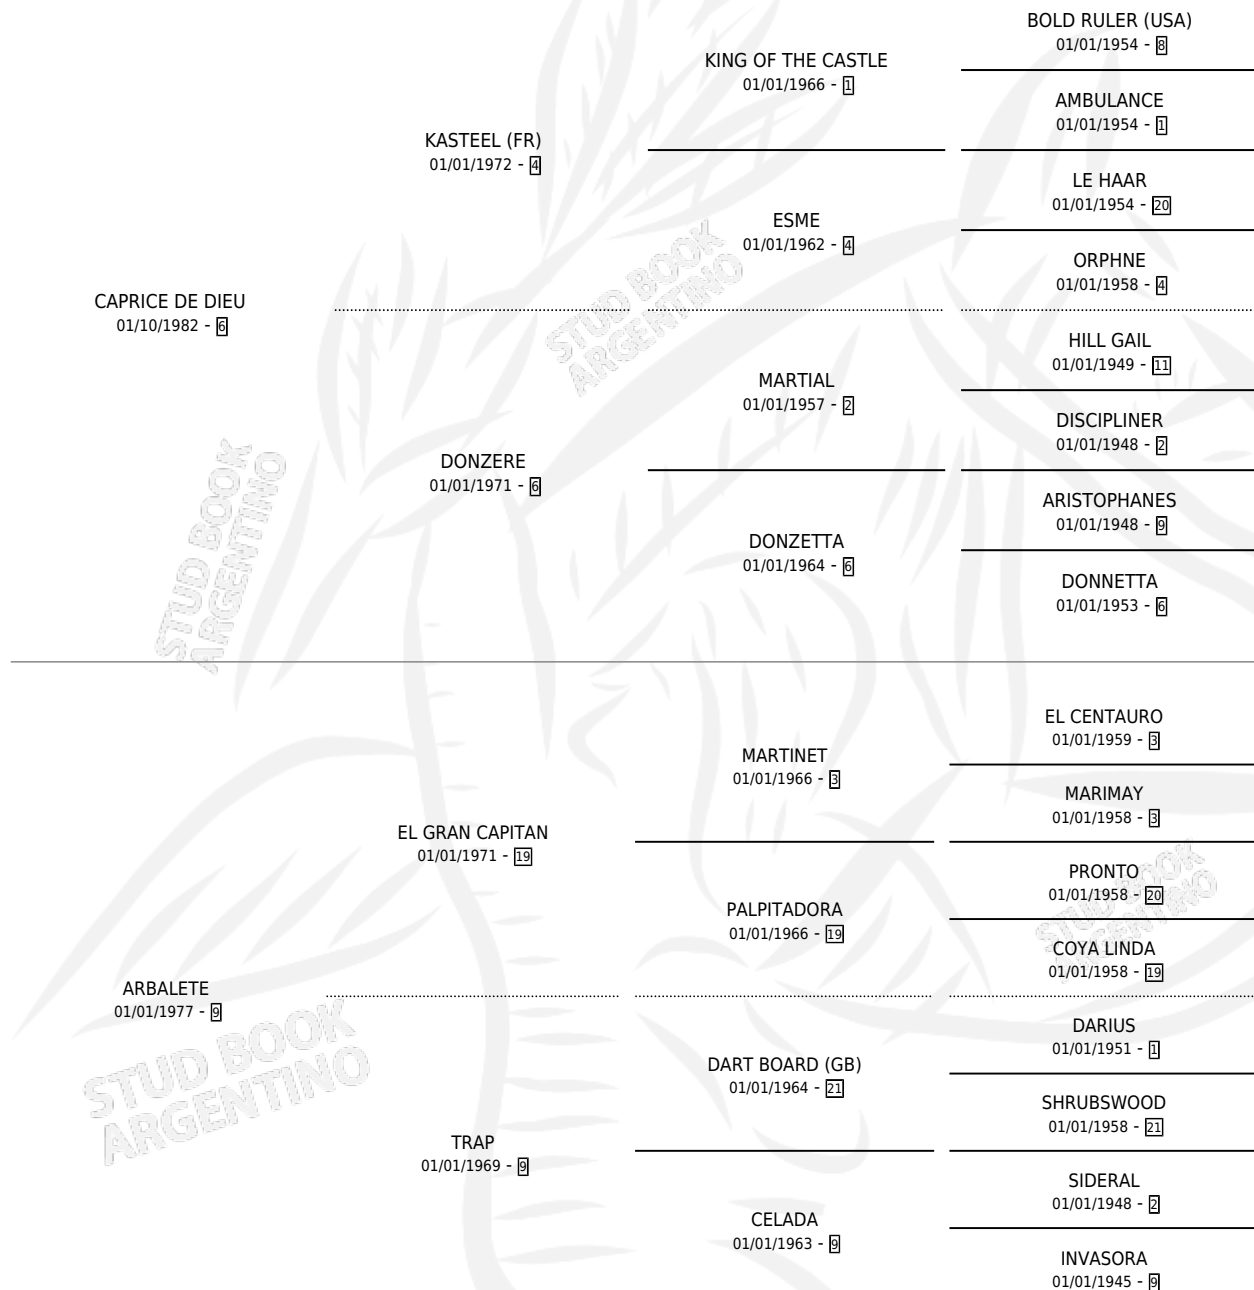 BOLD RULER (USA)
01/01/1954 - 8
KING OF THE CASTLE
01/01/1966 - 1
AMBULANCE
01/01/1954 - 1
KASTEEL (FR)
01/01/1972 - 4
LE HAAR
01/01/1954 - 20
ESME
01/01/1962 - 4
ORPHNE
01/01/1958 - 4
CAPRICE DE DIEU
01/10/1982 - 6
HILL GAIL
01/01/1949 - 11
MARTIAL
01/01/1957 - 2
DISCIPLINER
01/01/1948 - 2
DONZERE
01/01/1971 - 6
ARISTOPHANES
01/01/1948 - 9
DONZETTA
01/01/1964 - 6
DONNETTA
01/01/1953 - 6
EL CENTAURO
01/01/1959 - 3
MARTINET
01/01/1966 - 3
MARIMAY
01/01/1958 - 3
EL GRAN CAPITAN
01/01/1971 - 19
PRONTO
01/01/1958 - 20
PALPITADORA
01/01/1966 - 19
COYA LINDA
01/01/1958 - 19
ARBALETE
01/01/1977 - 9
DARIUS
01/01/1951 - 1
DART BOARD (GB)
01/01/1964 - 21
SHRUBSWOOD
01/01/1958 - 21
TRAP
01/01/1969 - 9
SIDERAL
01/01/1948 - 2
CELADA
01/01/1963 - 9
INVASORA
01/01/1945 - 9
STUD BOOK
ARGENTINO
STUD BOOK
ARGENTINO
STUD BOOK
ARGENTINO
STUD BOOK
ARGENTINO